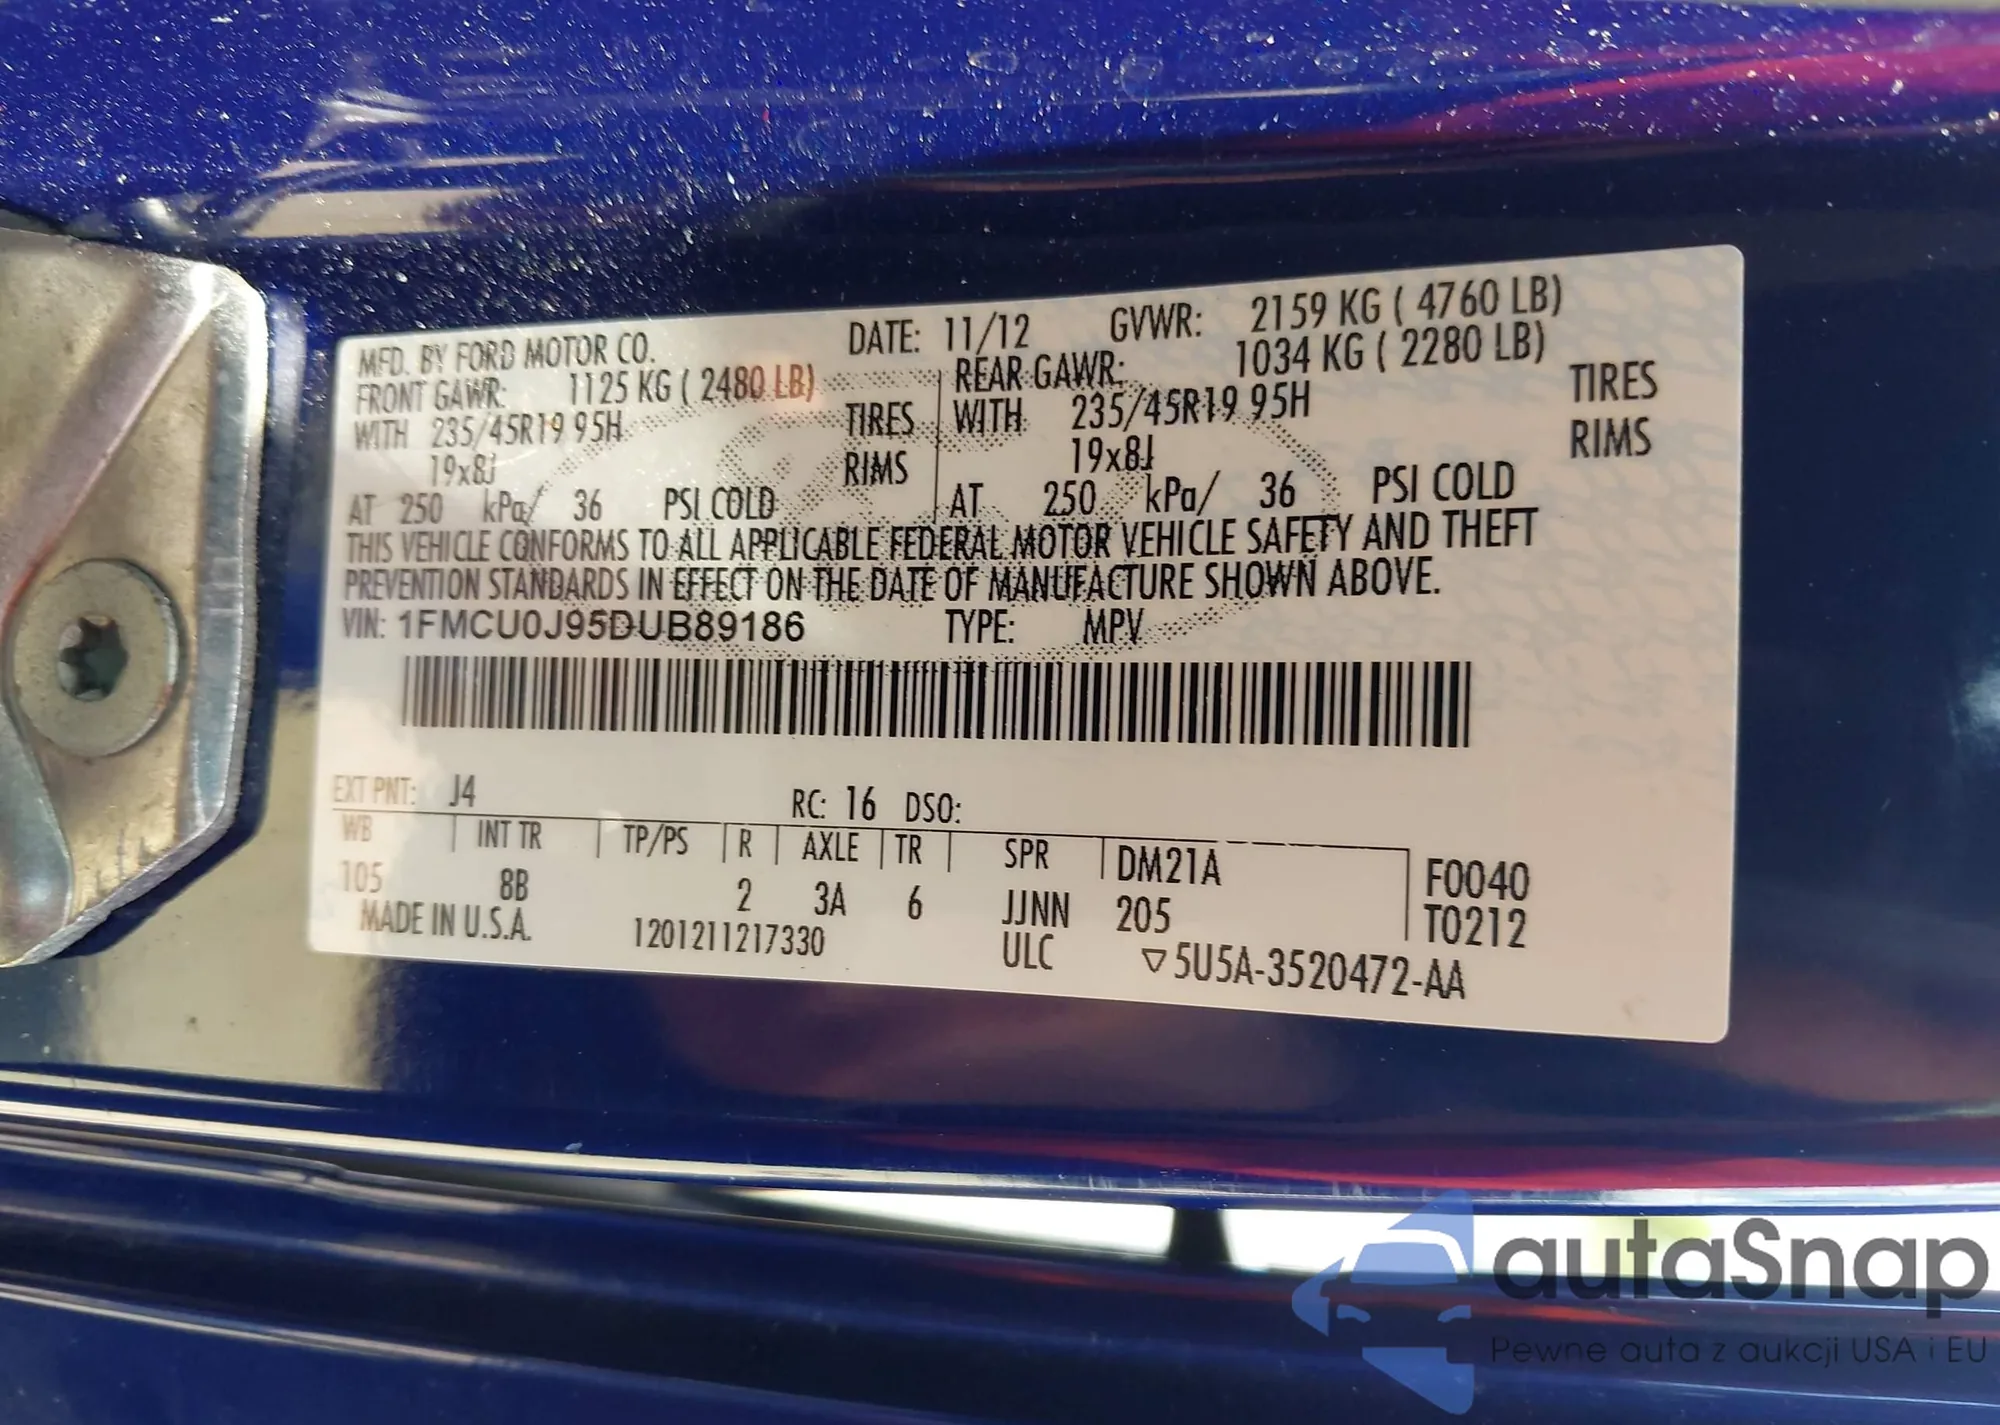 MFD. BY FORD MOTOR CO. DATE: 11/12 GVWR: 2159 KG ( 4760 LB)
FRONT GAWR: 1125 KG ( 2480 LB) REAR GAWR: 1034 KG ( 2280 LB)
WITH 235/45R19 95H TIRES WITH 235/45R19 95H TIRES
19x8J RIMS 19x8J RIMS
AT 250 kPa/ 36 PSI COLD AT 250 kPa/ 36 PSI COLD
THIS VEHICLE CONFORMS TO ALL APPLICABLE FEDERAL MOTOR VEHICLE SAFETY AND THEFT
PREVENTION STANDARDS IN EFFECT ON THE DATE OF MANUFACTURE SHOWN ABOVE.
VIN: 1FMCU0J95DUB89186 TYPE: MPV
EXT PNT: J4 RC: 16 DSO:
WB INT TR TP/PS R AXLE TR SPR DM21A F0040
105 8B 2 3A 6 JJNN 205 T0212
MADE IN U.S.A. 1201211217330 ULC ▽5U5A-3520472-AA
autaSnap
Pewne auta z aukcji USA i EU